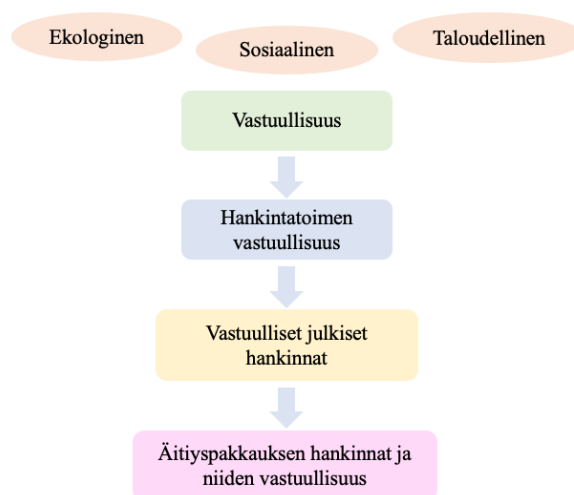 Ekologinen
Sosiaalinen
Taloudellinen
Vastuullisuus
Hankintatoimen
vastuullisuus
Vastuulliset julkiset
hankinnat
Äitiyspakkauksen hankinnat ja
niiden vastuullisuus